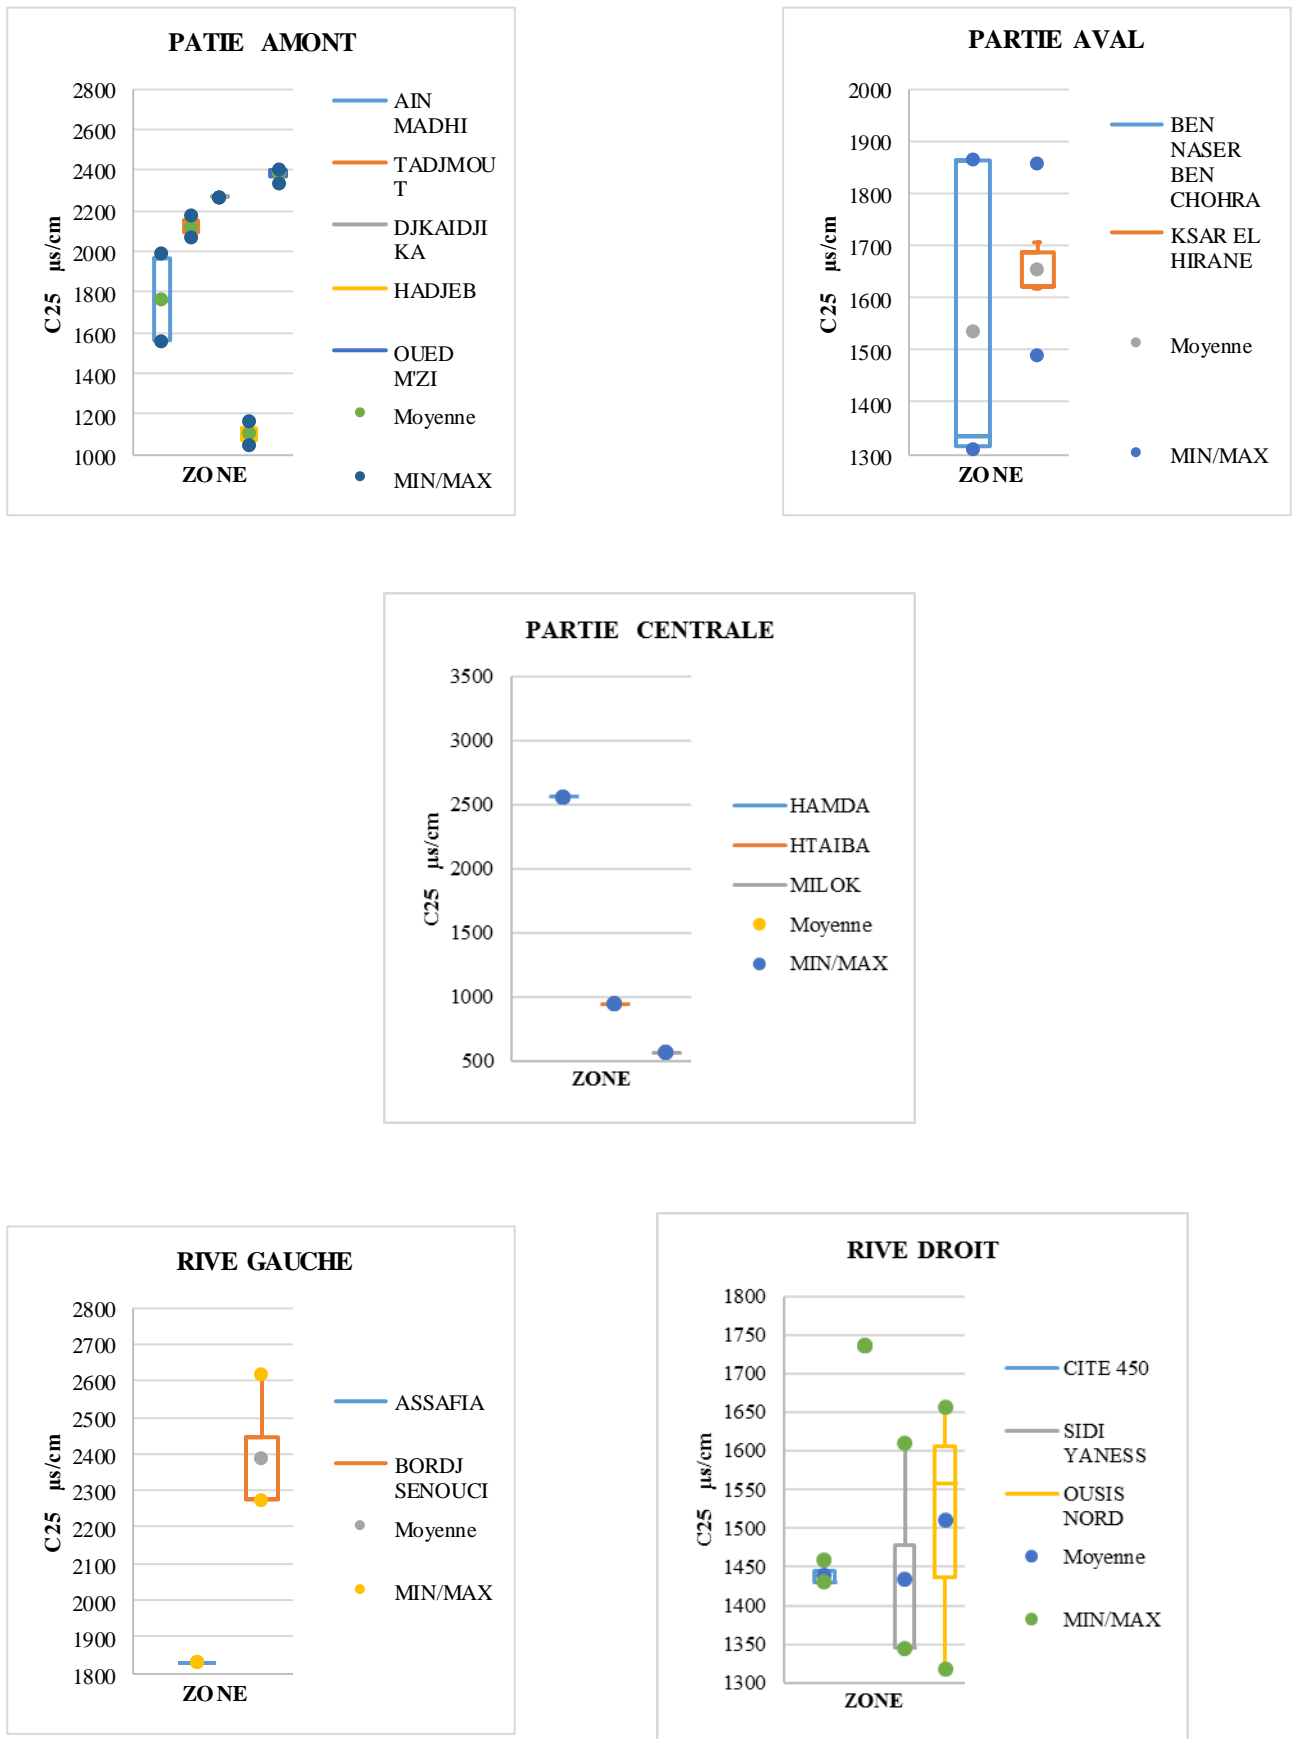 PATIE AMONT
2800
2600
2400
2200
2000
1800
1600
1400
1200
1000
C25 µs/cm
ZONE
AIN
MADHI
TADJMOU
T
DJKAIDJI
KA
HADJEB
OUED
M'ZI
Moyenne
MIN/MAX
PARTIE AVAL
2000
1900
1800
1700
1600
1500
1400
1300
C25 µs/cm
ZONE
BEN
NASER
BEN
CHOHRA
KSAR EL
HIRANE
Moyenne
MIN/MAX
PARTIE CENTRALE
3500
3000
2500
2000
1500
1000
500
C25 µs/cm
ZONE
HAMDA
HTAIBA
MILOK
Moyenne
MIN/MAX
RIVE GAUCHE
2800
2700
2600
2500
2400
2300
2200
2100
2000
1900
1800
C25 µs/cm
ZONE
ASSAFIA
BORDJ
SENOUCI
Moyenne
MIN/MAX
RIVE DROIT
1800
1750
1700
1650
1600
1550
1500
1450
1400
1350
1300
C25 µs/cm
ZONE
CITE 450
SIDI
YANESS
OUSIS
NORD
Moyenne
MIN/MAX